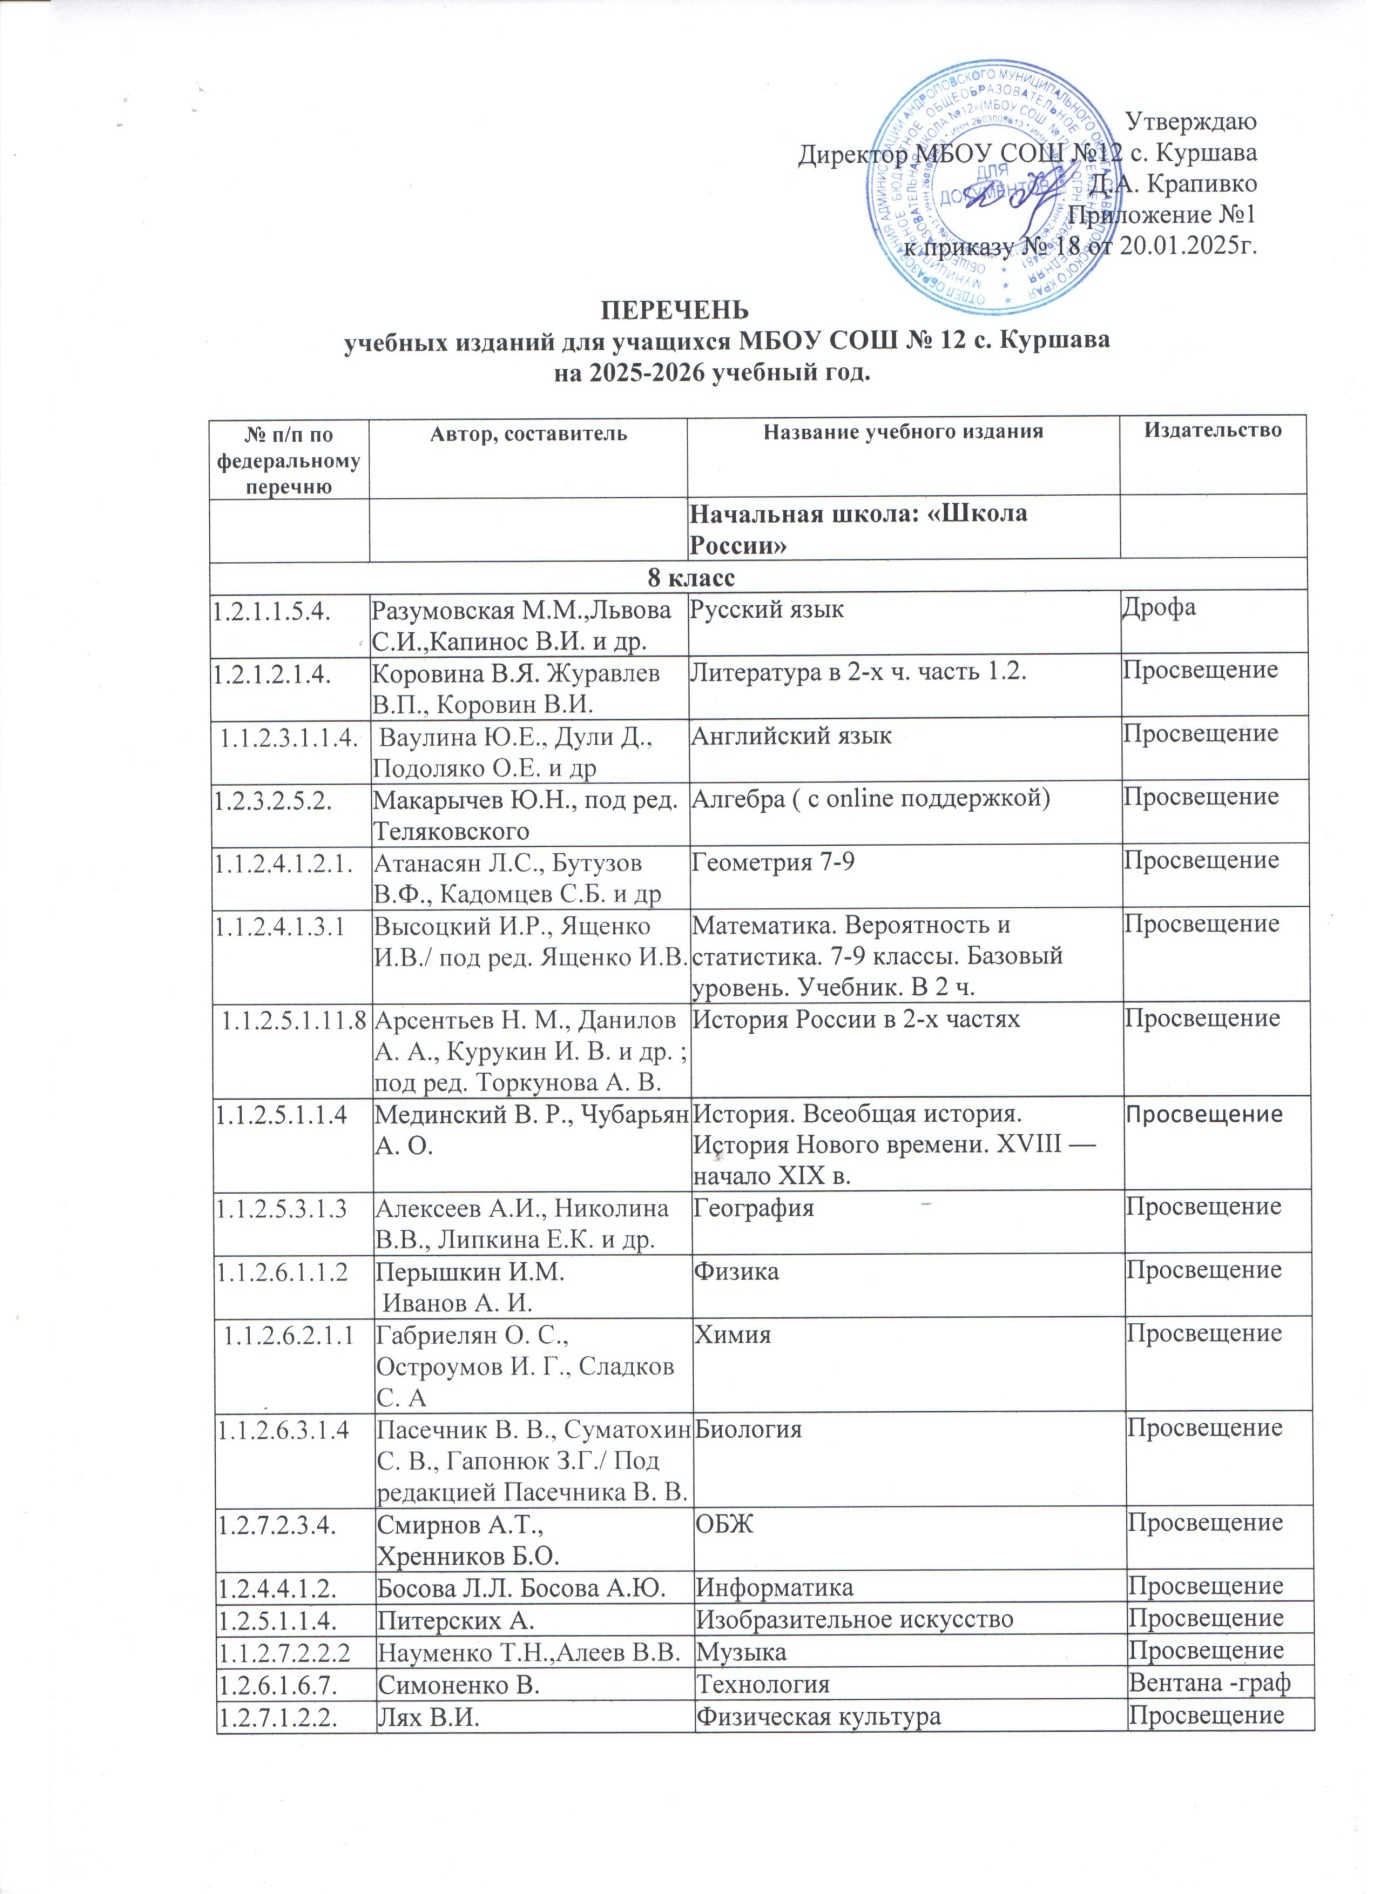 Утверждаю
Директор МБОУ СОШ №12 с. Куршава
Д.А. Крапивко
Приложение №1
к приказу № 18 от 20.01.2025г.
ДЛЯ
ДОКУМЕНТОВ
ПЕРЕЧЕНЬ
учебных изданий для учащихся МБОУ СОШ № 12 с. Куршава
на 2025-2026 учебный год.
№ п/п по федеральному перечню Автор, составитель Название учебного издания Издательство
Начальная школа: «Школа
России»
8 класс
1.2.1.1.5.4. Разумовская М.М.,Львова Русский язык Дрофа
С.И.,Капинос В.И. и др.
1.2.1.2.1.4. Коровина В.Я. Журавлев Литература в 2-х ч. часть 1.2. Просвещение
В.П., Коровин В.И.
1.1.2.3.1.1.4. Ваулина Ю.Е., Дули Д., Английский язык Просвещение
Подоляко О.Е. и др
1.2.3.2.5.2. Макарычев Ю.Н., под ред. Алгебра ( с online поддержкой) Просвещение
Теляковского
1.1.2.4.1.2.1. Атанасян Л.С., Бутузов Геометрия 7-9 Просвещение
В.Ф., Кадомцев С.Б. и др
1.1.2.4.1.3.1 Высоцкий И.Р., Ященко Математика. Вероятность и Просвещение
И.В./ под ред. Ященко И.В. статистика. 7-9 классы. Базовый
уровень. Учебник. В 2 ч.
1.1.2.5.1.11.8 Арсентьев Н. М., Данилов История России в 2-х частях Просвещение
А. А., Курукин И. В. и др. ;
под ред. Торкунова А. В.
1.1.2.5.1.1.4 Мединский В. Р., Чубарьян История. Всеобщая история. Просвещение
А. О. История Нового времени. XVIII —
начало XIX в.
1.1.2.5.3.1.3 Алексеев А.И., Николина География Просвещение
В.В., Липкина Е.К. и др.
1.1.2.6.1.1.2 Перышкин И.М. Физика Просвещение
Иванов А. И.
1.1.2.6.2.1.1 Габриелян О. С., Химия Просвещение
Остроумов И. Г., Сладков
С. А
1.1.2.6.3.1.4 Пасечник В. В., Суматохин Биология Просвещение
С. В., Гапонюк З.Г./ Под
редакцией Пасечника В. В.
1.2.7.2.3.4. Смирнов А.Т., ОБЖ Просвещение
Хренников Б.О.
1.2.4.4.1.2. Босова Л.Л. Босова А.Ю. Информатика Просвещение
1.2.5.1.1.4. Питерских А. Изобразительное искусство Просвещение
1.1.2.7.2.2.2 Науменко Т.Н.,Алеев В.В. Музыка Просвещение
1.2.6.1.6.7. Симоненко В. Технология Вентана -граф
1.2.7.1.2.2. Лях В.И. Физическая культура Просвещение